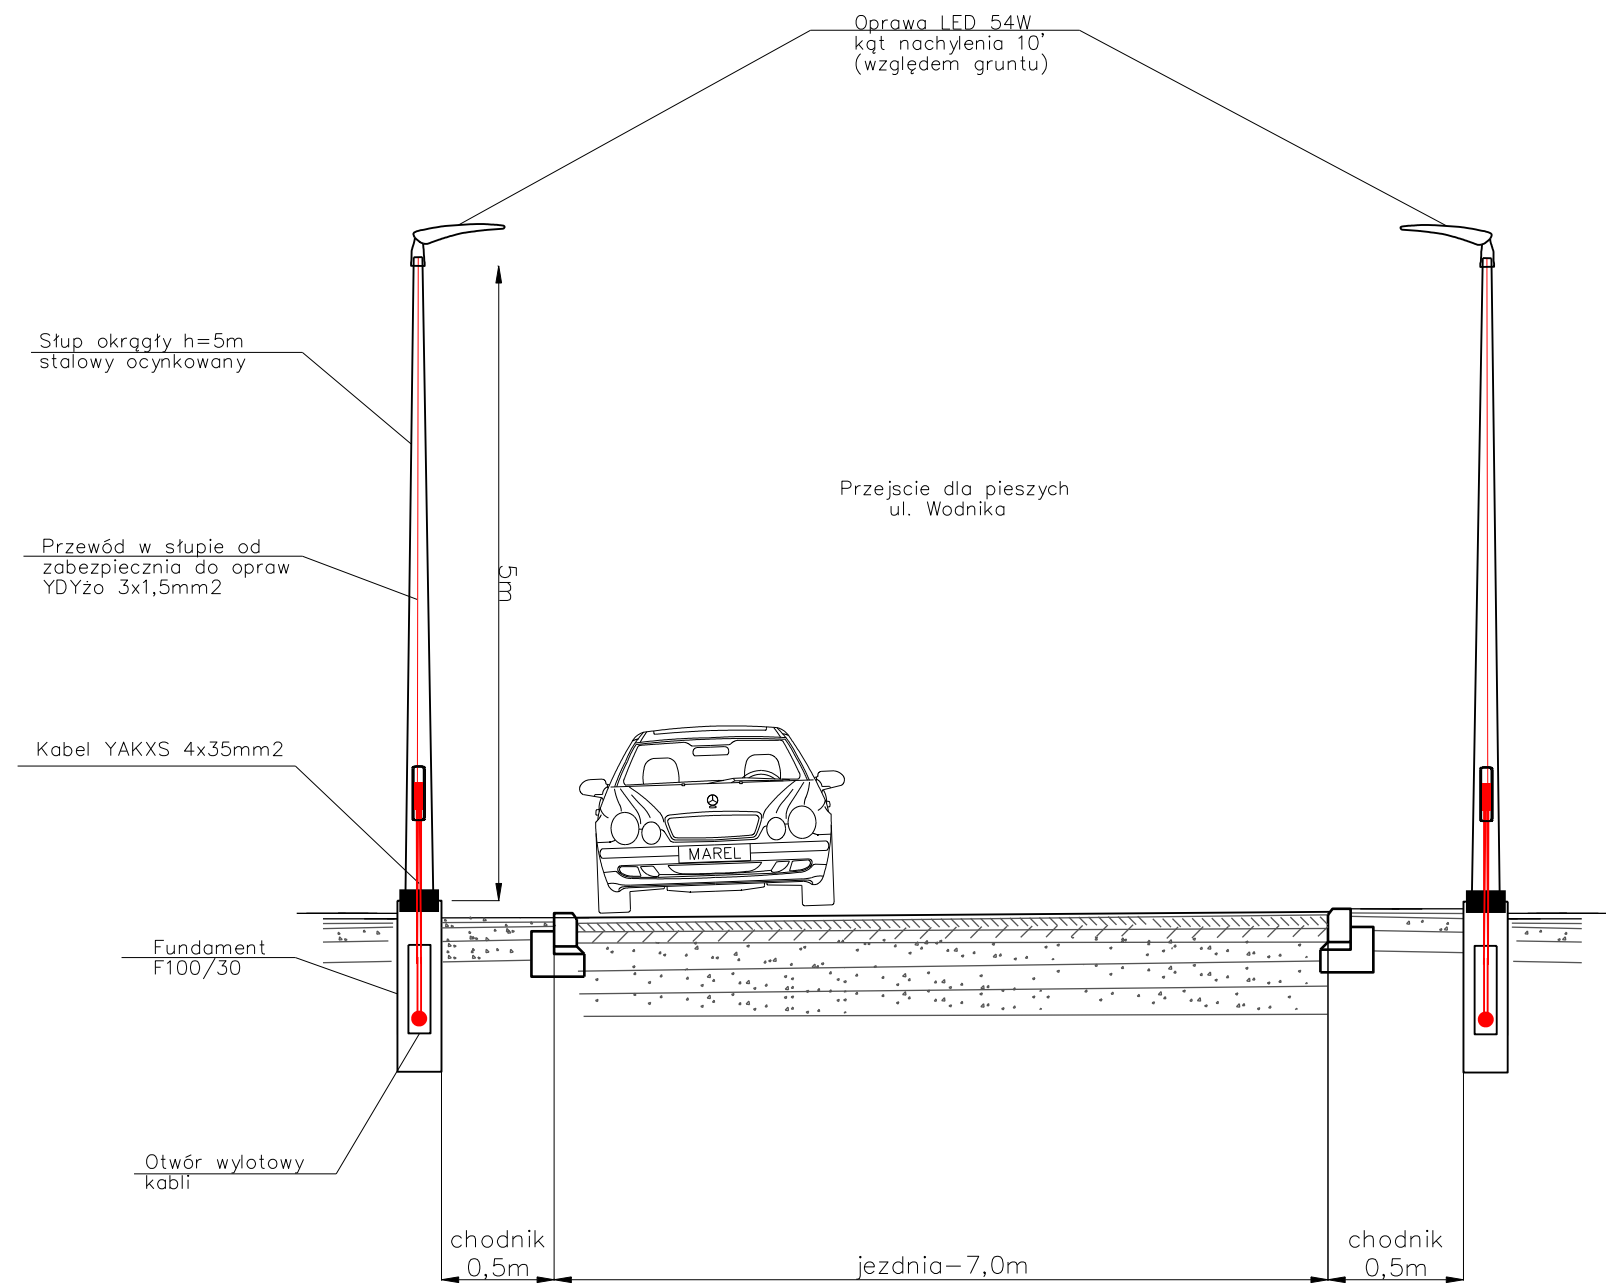 Oprawa LED 54W
kąt nachylenia 10'
(względem gruntu)
Słup okrągły h=5m
stalowy ocynkowany
Przejscie dla pieszych
ul. Wodnika
Przewód w słupie od
zabezpiecznia do opraw
YDYżo 3x1,5mm2
5m
Kabel YAKXS 4x35mm2
MAREL
Fundament
F100/30
Otwór wylotowy
kabli
chodnik
0,5m
jezdnia-7,0m
chodnik
0,5m